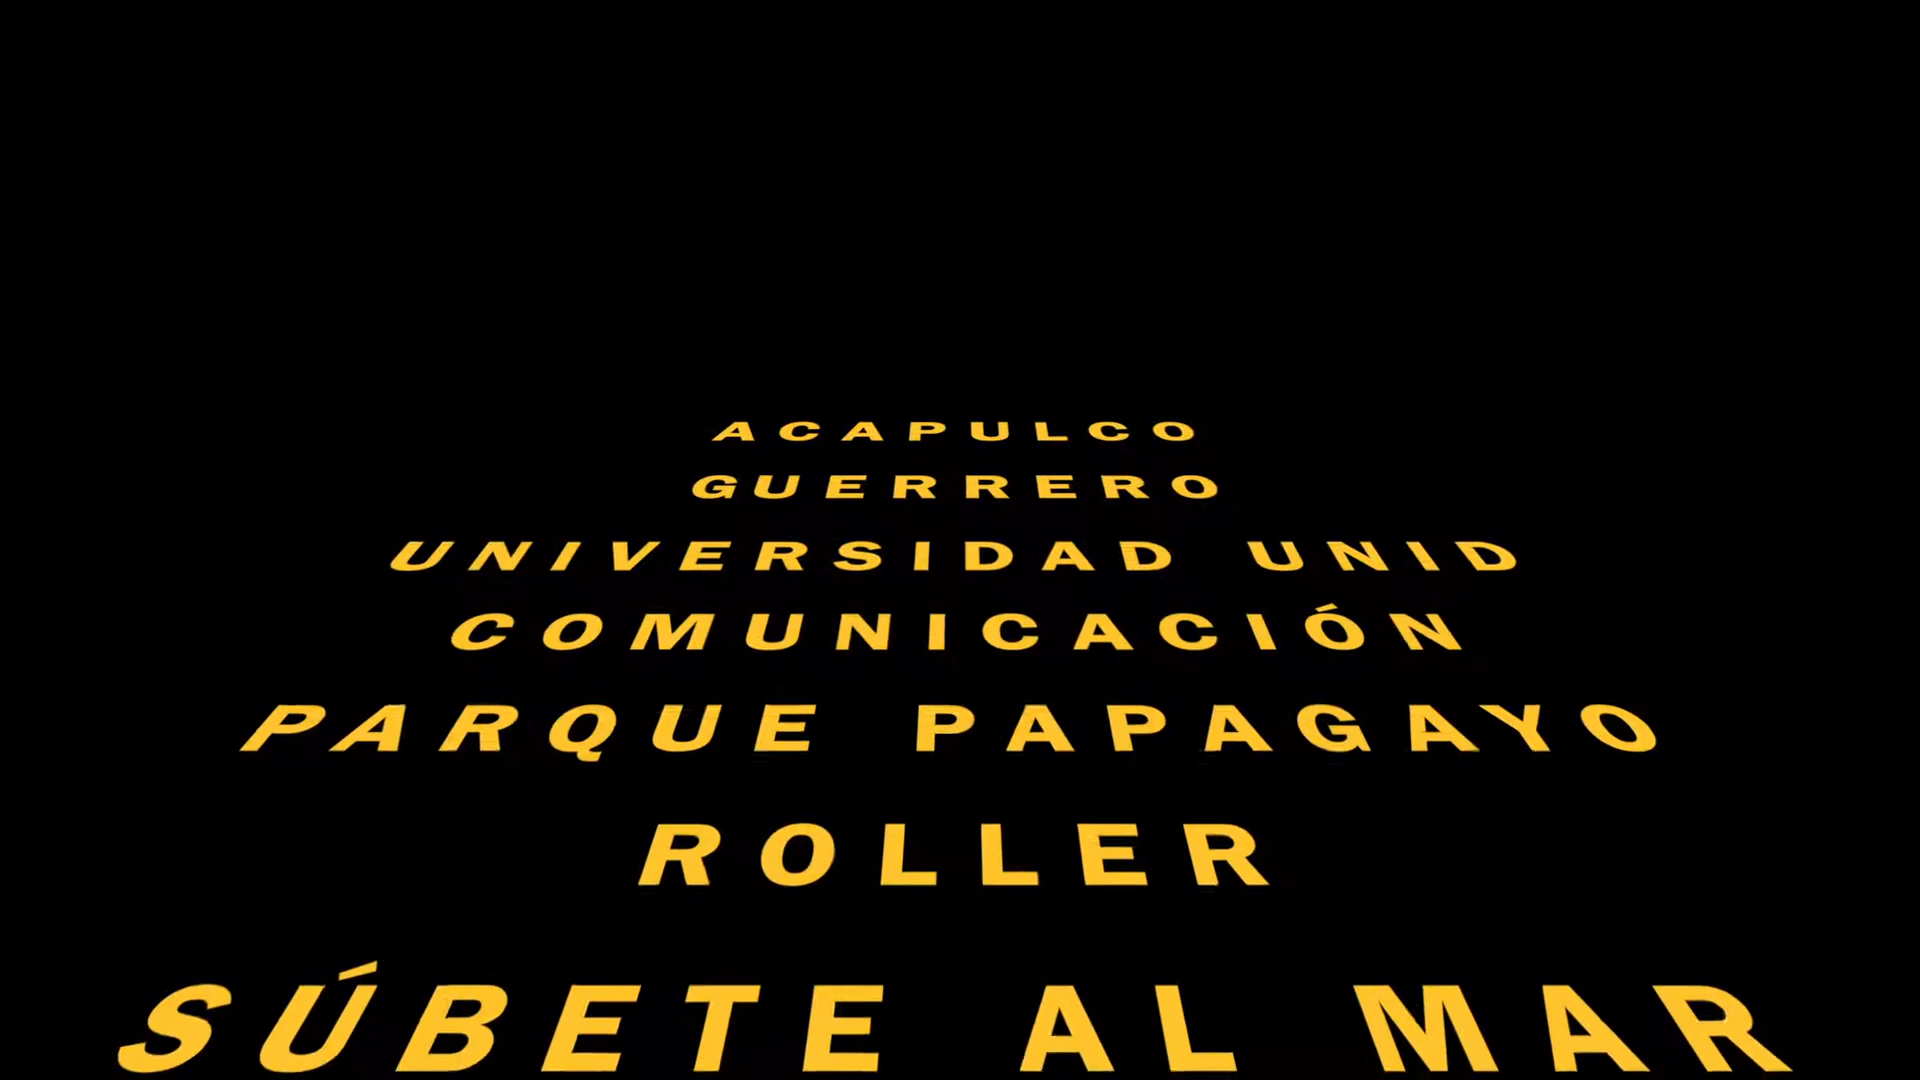 ACAPULCO
GUERRERO
UNIVERSIDAD UNID
COMUNICACIÓN
PARQUE PAPAGAYO
ROLLER
SÚBETE AL MAR